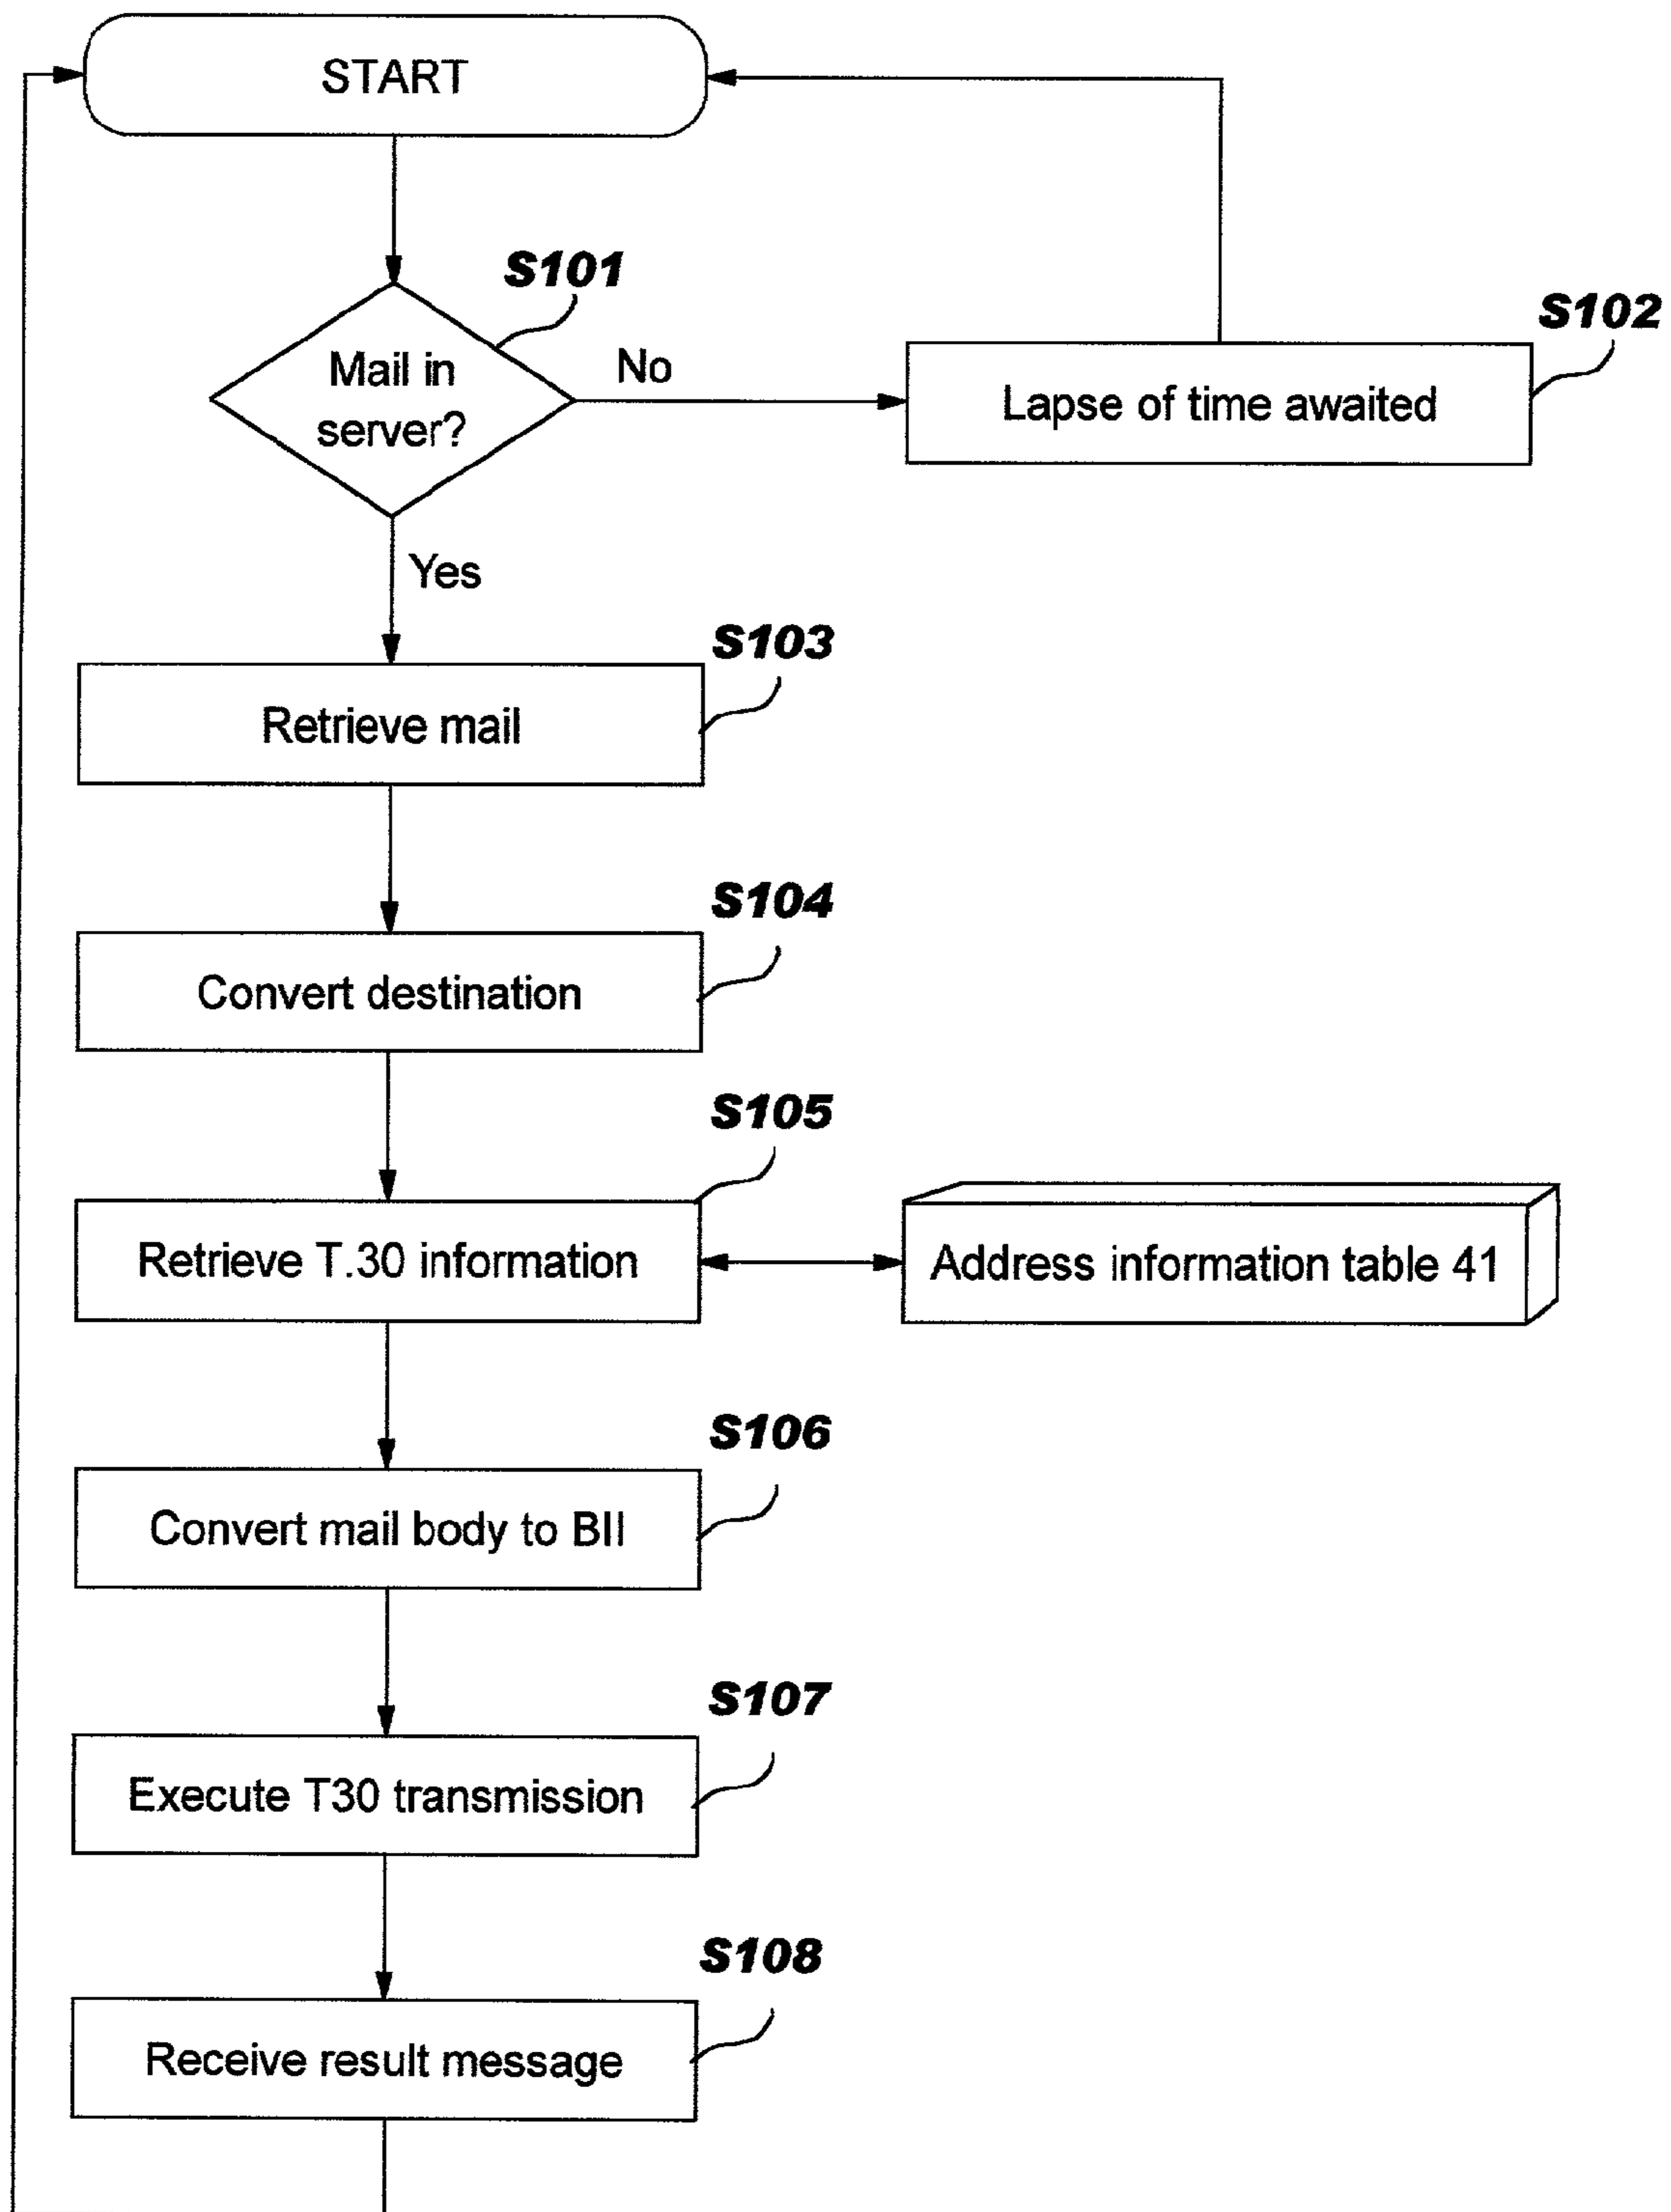 START
S101
Mail in
server?
No
S102
Lapse of time awaited
Yes
S103
Retrieve mail
S104
Convert destination
S105
Retrieve T.30 information
Address information table 41
S106
Convert mail body to BII
S107
Execute T30 transmission
S108
Receive result message